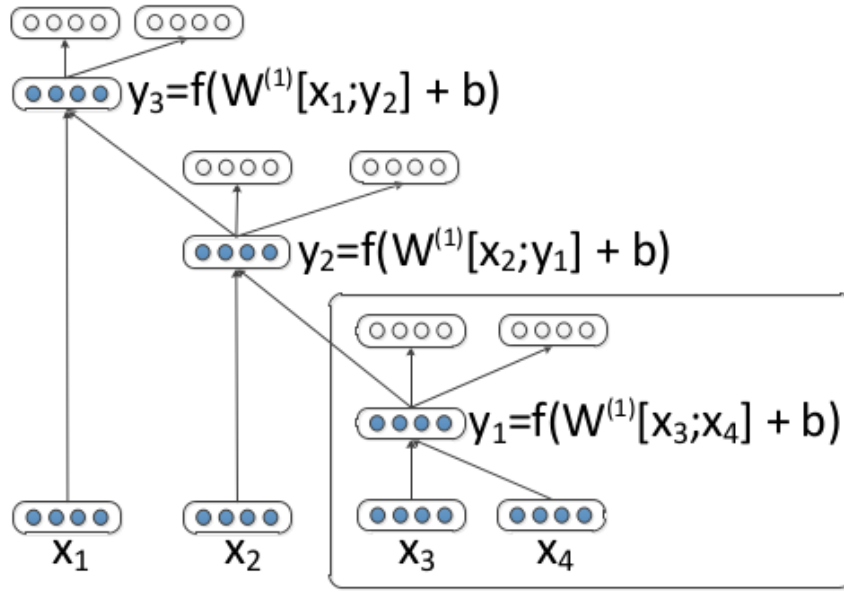 y₃=f(W⁽¹⁾[x₁;y₂] + b)
y₂=f(W⁽¹⁾[x₂;y₁] + b)
y₁=f(W⁽¹⁾[x₃;x₄] + b)
x₁ x₂ x₃ x₄